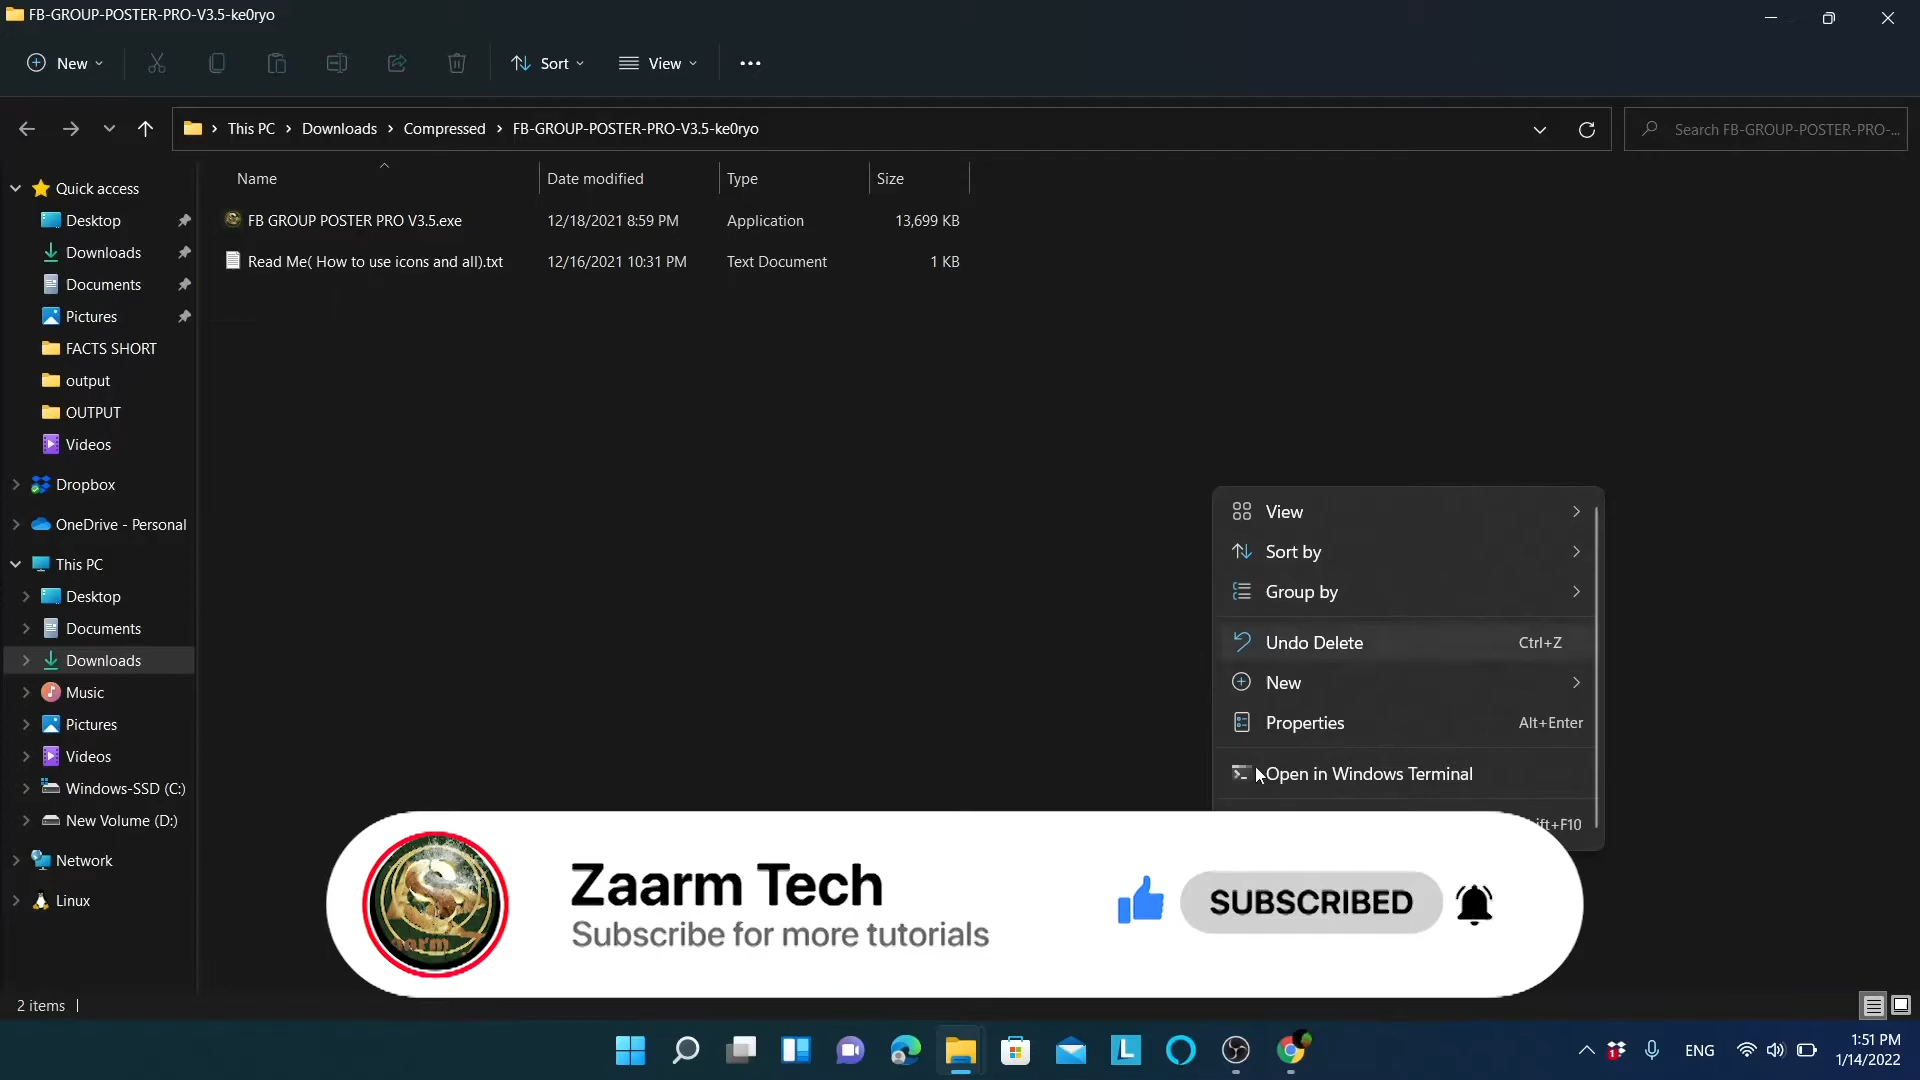 FB-GROUP-POSTER-PRO-V3.5-ke0ryo
New
Sort
View
This PC
Downloads
Compressed
FB-GROUP-POSTER-PRO-V3.5-ke0ryo
Search FB-GROUP-POSTER-PRO-...
Name
Date modified
Type
Size
FB GROUP POSTER PRO V3.5.exe
12/18/2021 8:59 PM
Application
13,699 KB
Read Me( How to use icons and all).txt
12/16/2021 10:31 PM
Text Document
1 KB
Quick access
Desktop
Downloads
Documents
Pictures
FACTS SHORT
output
OUTPUT
Videos
Dropbox
OneDrive - Personal
This PC
Desktop
Documents
Downloads
Music
Pictures
Videos
Windows-SSD (C:)
New Volume (D:)
Network
Linux
View
Sort by
Group by
Undo Delete Ctrl+Z
New
Properties Alt+Enter
Open in Windows Terminal
ift+F10
Zaarm Tech
Subscribe for more tutorials
SUBSCRIBED
2 items
ENG
1:51 PM
1/14/2022